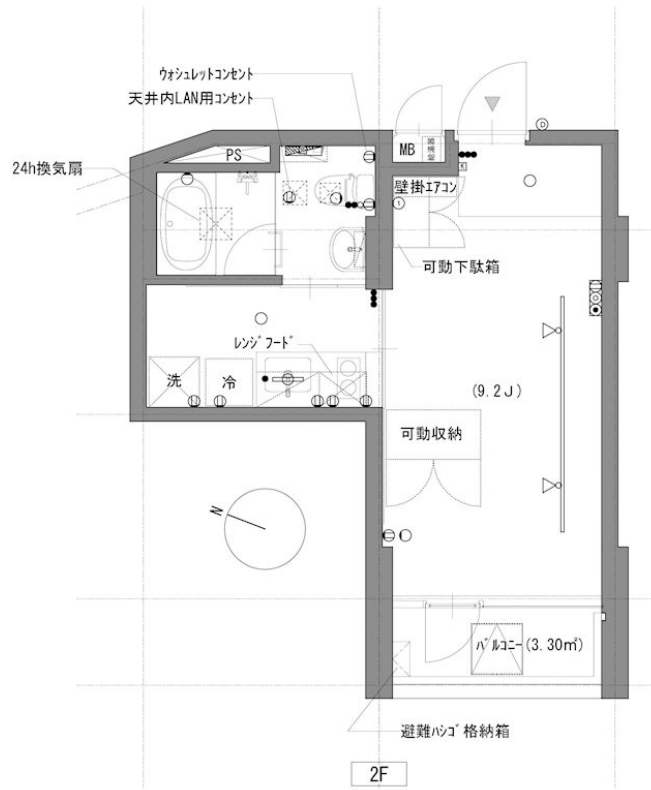 ウォシュレットコンセント
天井内LAN用コンセント
24h換気扇
PS
MB
給湯器
壁掛エアコン
可動下駄箱
レンジフード
洗
冷
(9.2J)
可動収納
N
バルコニー(3.30㎡)
避難ハシゴ格納箱
2F